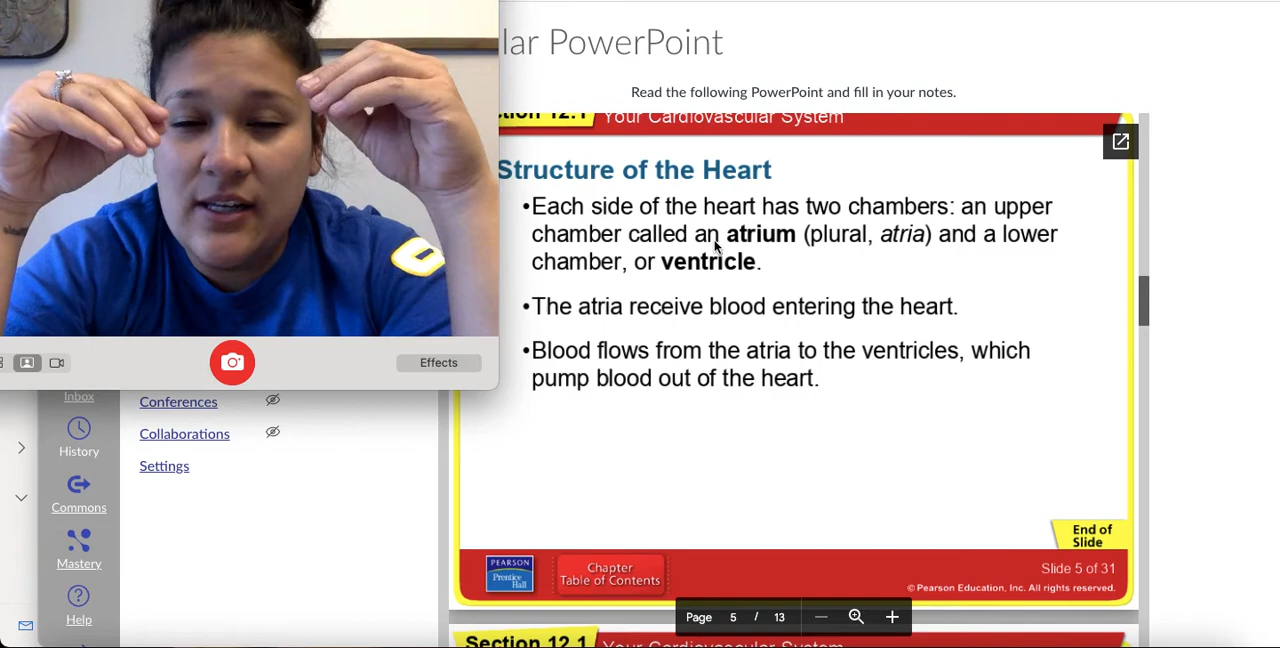 lar PowerPoint
Read the following PowerPoint and fill in your notes.
Your Cardiovascular System
Structure of the Heart
•Each side of the heart has two chambers: an upper
chamber called an atrium (plural, atria) and a lower
chamber, or ventricle.
•The atria receive blood entering the heart.
•Blood flows from the atria to the ventricles, which
pump blood out of the heart.
End of
Slide
PEARSON
Prentice
Hall
Chapter
Table of Contents
Slide 5 of 31
© Pearson Education, Inc. All rights reserved.
Page 5 / 13
Section 12.1 Your Cardiovascular System
Effects
Inbox
History
Commons
Mastery
Help
Conferences
Collaborations
Settings